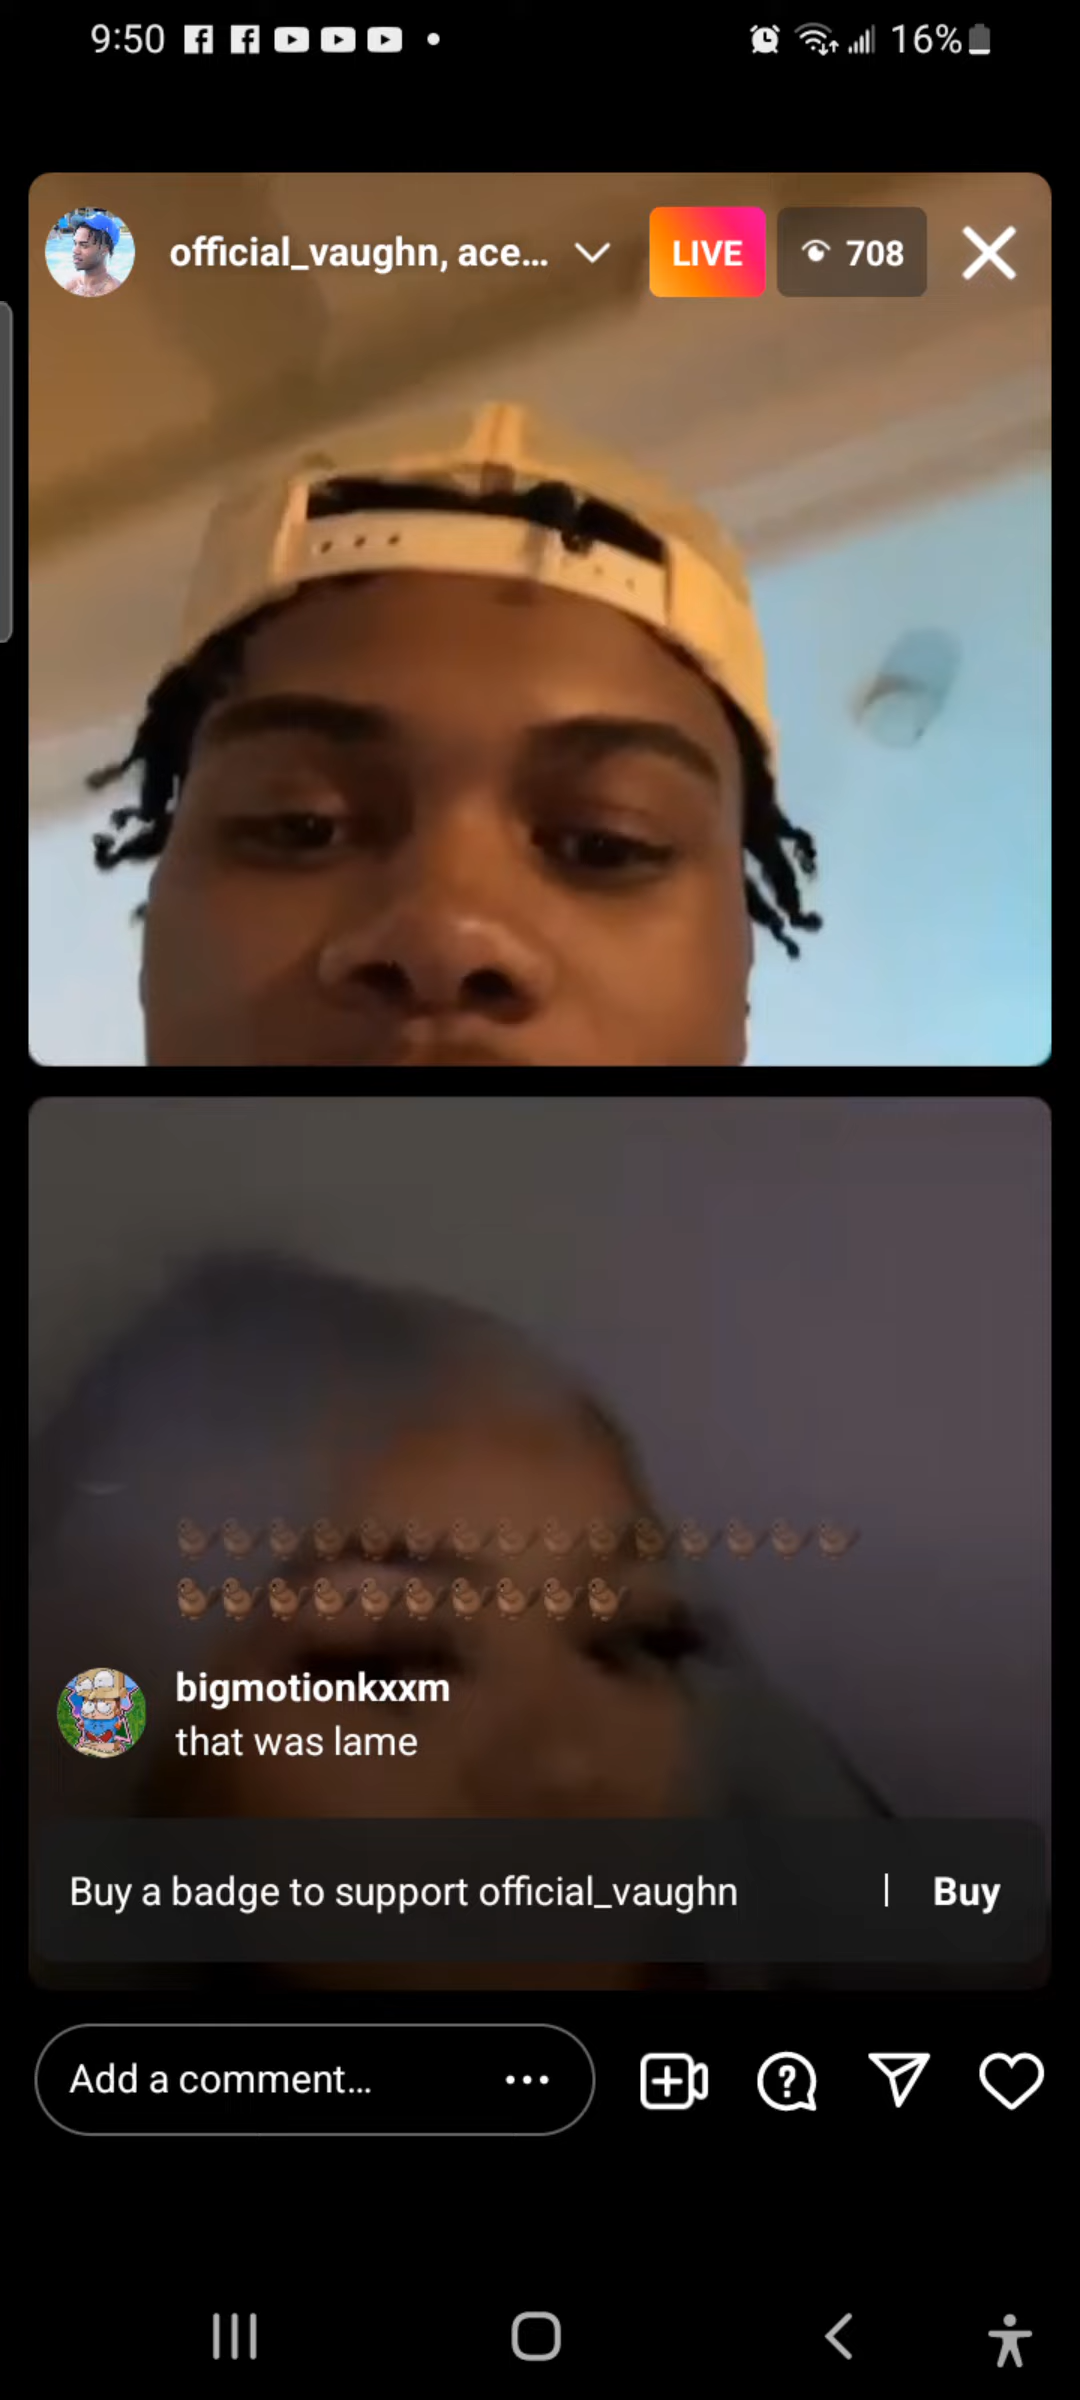 9:50
16%
official_vaughn, ace...
LIVE
708
bigmotionkxxm
that was lame
Buy a badge to support official_vaughn | Buy
Add a comment...